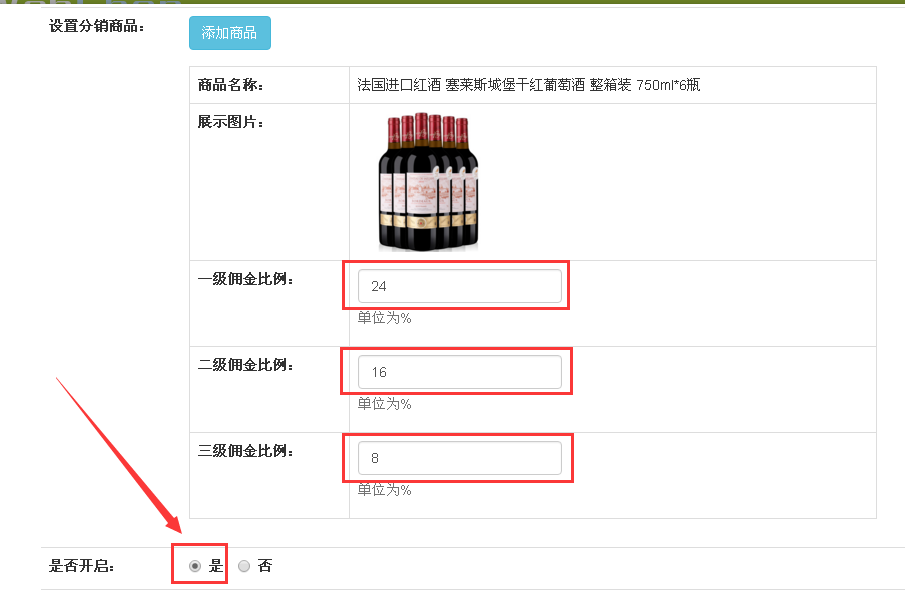 设置分销商品：
添加商品
商品名称：
法国进口红酒 塞莱斯城堡干红葡萄酒 整箱装 750ml*6瓶
展示图片：
一级佣金比例：
24
单位为%
二级佣金比例：
16
单位为%
三级佣金比例：
8
单位为%
是否开启：
是
否